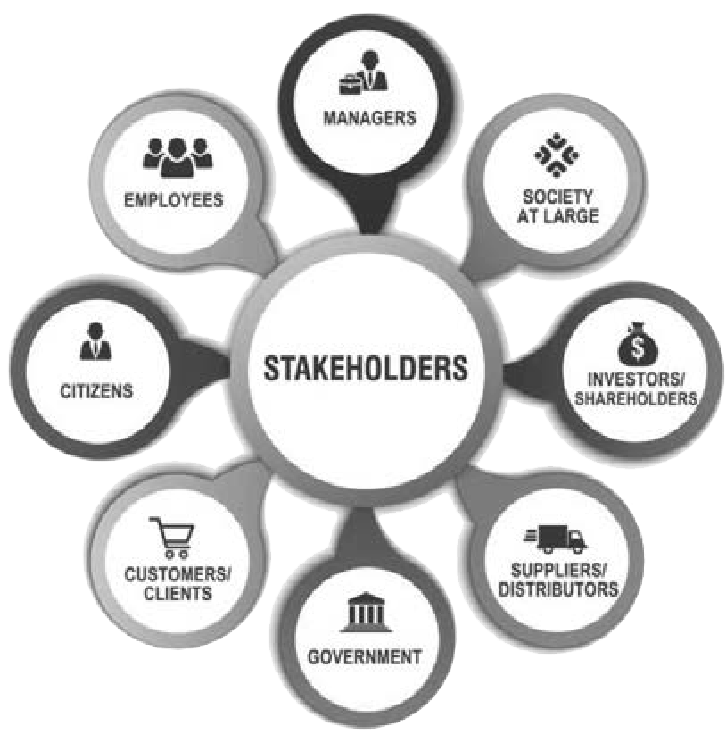 MANAGERS
SOCIETY
AT LARGE
INVESTORS/
SHAREHOLDERS
SUPPLIERS/
DISTRIBUTORS
GOVERNMENT
CUSTOMERS/
CLIENTS
CITIZENS
EMPLOYEES
STAKEHOLDERS
$